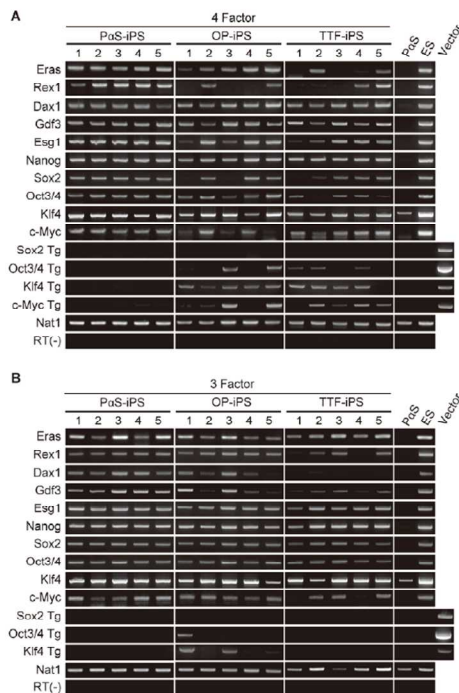 A
4 Factor
PαS-iPS OP-iPS TTF-iPS PαS ES Vector
1 2 3 4 5 1 2 3 4 5 1 2 3 4 5
Eras
Rex1
Dax1
Gdf3
Esg1
Nanog
Sox2
Oct3/4
Klf4
c-Myc
Sox2 Tg
Oct3/4 Tg
Klf4 Tg
c-Myc Tg
Nat1
RT(-)
B
3 Factor
PαS-iPS OP-iPS TTF-iPS PαS ES Vector
1 2 3 4 5 1 2 3 4 5 1 2 3 4 5
Eras
Rex1
Dax1
Gdf3
Esg1
Nanog
Sox2
Oct3/4
Klf4
c-Myc
Sox2 Tg
Oct3/4 Tg
Klf4 Tg
Nat1
RT(-)